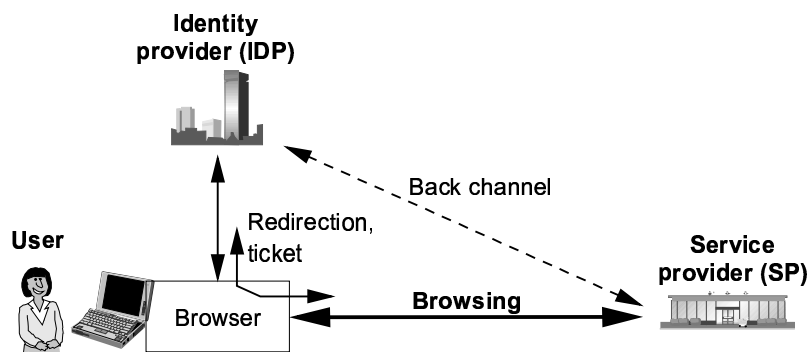 Identity
provider (IDP)
Back channel
Redirection,
ticket
User
Service
provider (SP)
Browsing
Browser